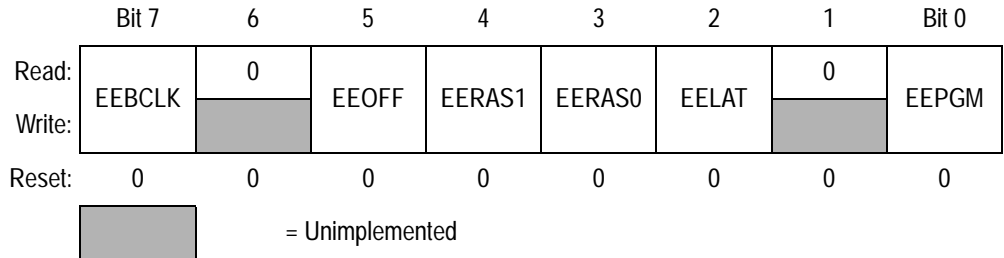 Bit 7 6 5 4 3 2 1 Bit 0
Read: EEBCLK 0 EEOFF EERAS1 EERAS0 EELAT 0 EEPGM
Write:
Reset: 0 0 0 0 0 0 0 0
= Unimplemented